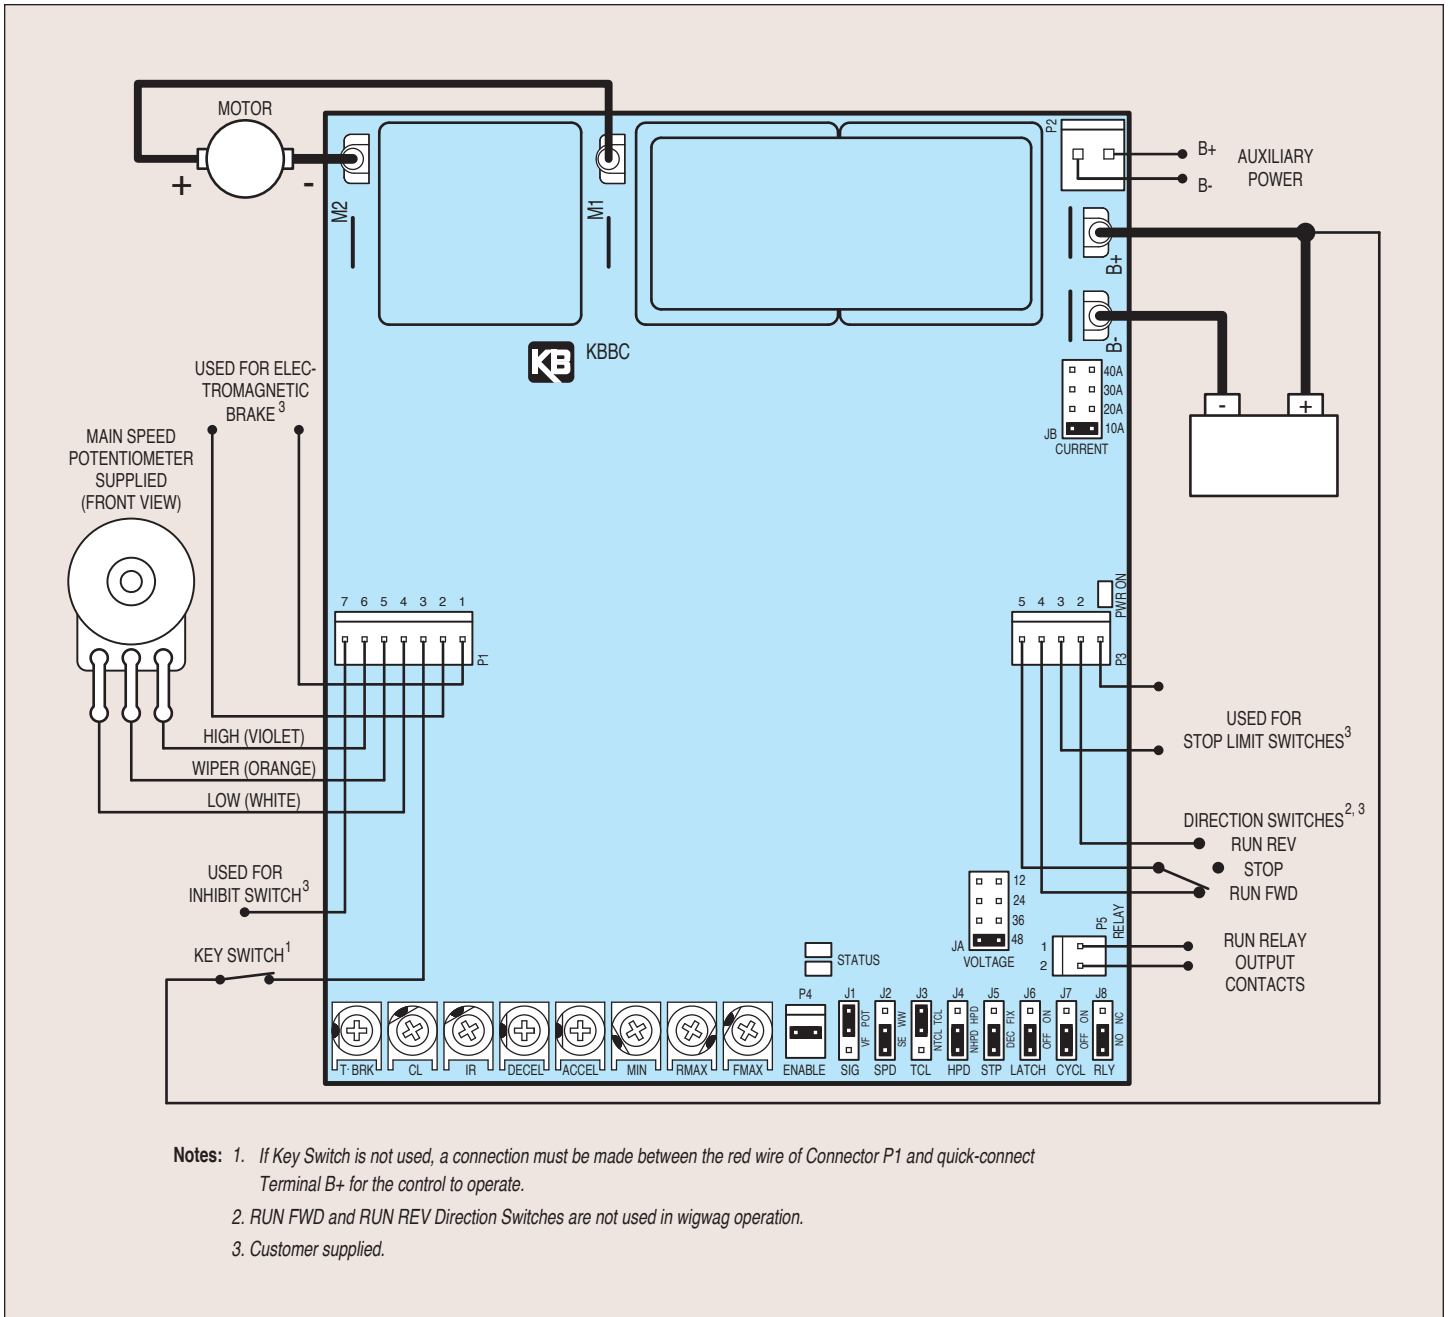 MOTOR
+
-
M2
M1
P2
B+
B-
AUXILIARY
POWER
B+
B-
KB
KBBC
40A
30A
20A
10A
JB
CURRENT
-
+
USED FOR ELEC-
TROMAGNETIC
BRAKE 3
MAIN SPEED
POTENTIOMETER
SUPPLIED
(FRONT VIEW)
7 6 5 4 3 2 1
P1
PWR ON
5 4 3 2
P3
HIGH (VIOLET)
WIPER (ORANGE)
LOW (WHITE)
USED FOR
STOP LIMIT SWITCHES3
DIRECTION SWITCHES2, 3
RUN REV
STOP
RUN FWD
USED FOR
INHIBIT SWITCH3
KEY SWITCH1
12
24
36
48
JA
VOLTAGE
P5
RELAY
1
2
RUN RELAY
OUTPUT
CONTACTS
STATUS
P4 J1 J2 J3 J4 J5 J6 J7 J8
VF POT
SE WW
NTCL TCL
NHPD HPD
DEC FIX
OFF ON
OFF ON
NO NC
T·BRK CL IR DECEL ACCEL MIN RMAX FMAX ENABLE SIG SPD TCL HPD STP LATCH CYCL RLY
Notes: 1. If Key Switch is not used, a connection must be made between the red wire of Connector P1 and quick-connect
Terminal B+ for the control to operate.
2. RUN FWD and RUN REV Direction Switches are not used in wigwag operation.
3. Customer supplied.